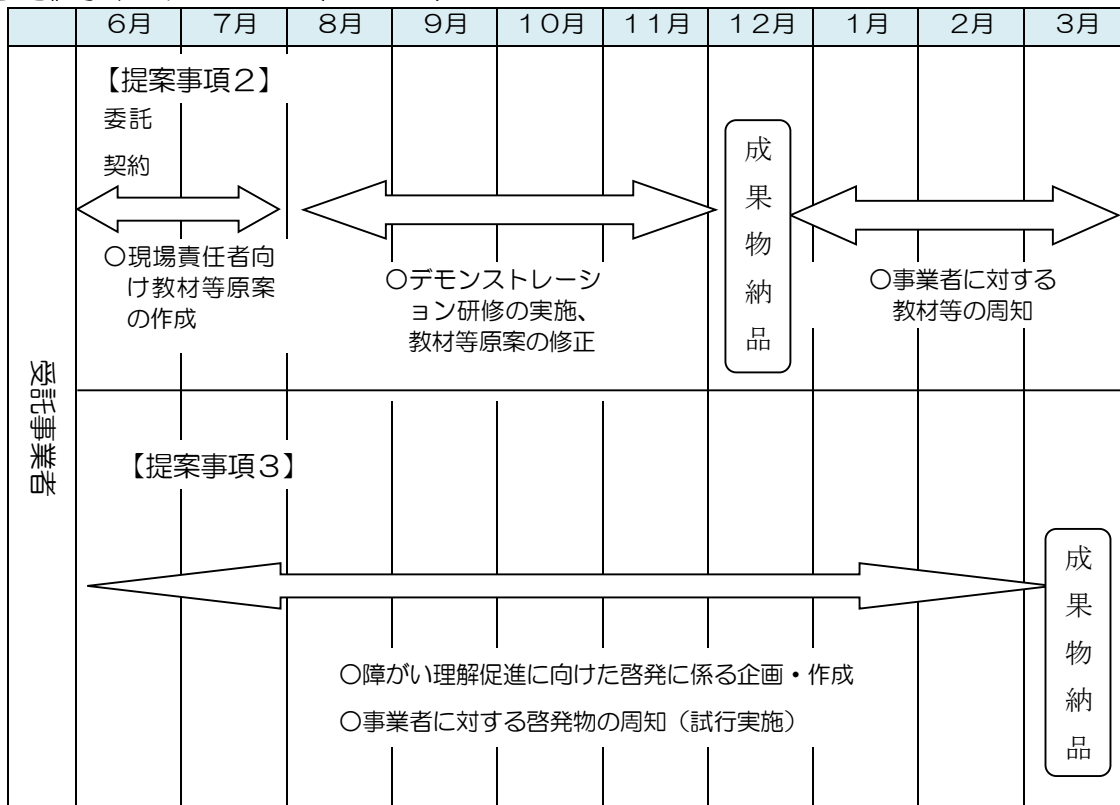 6月 7月 8月 9月 10月 11月 12月 1月 2月 3月
受託事業者
【提案事項2】
委託
契約
○現場責任者向
け教材等原案
の作成
○デモンストレーシ
ョン研修の実施、
教材等原案の修正
成果物納品
○事業者に対する
教材等の周知
【提案事項3】
○障がい理解促進に向けた啓発に係る企画・作成
○事業者に対する啓発物の周知（試行実施）
成果物納品